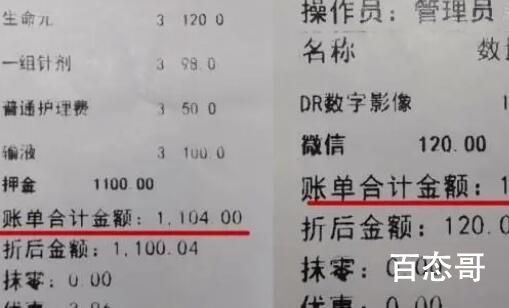 生命元 3 120.0
一组针剂 3 98.0
普通护理费 3 50.0
输液 3 100.0
押金 1100.00
账单合计金额: 1,104.00
折后金额: 1,100.04
抹零: 0.00
操作员: 管理员
名称 数
DR数字影像 1
微信 120.00
账单合计金额: 1
折后金额: 120.0
抹零: 0.00
百态哥